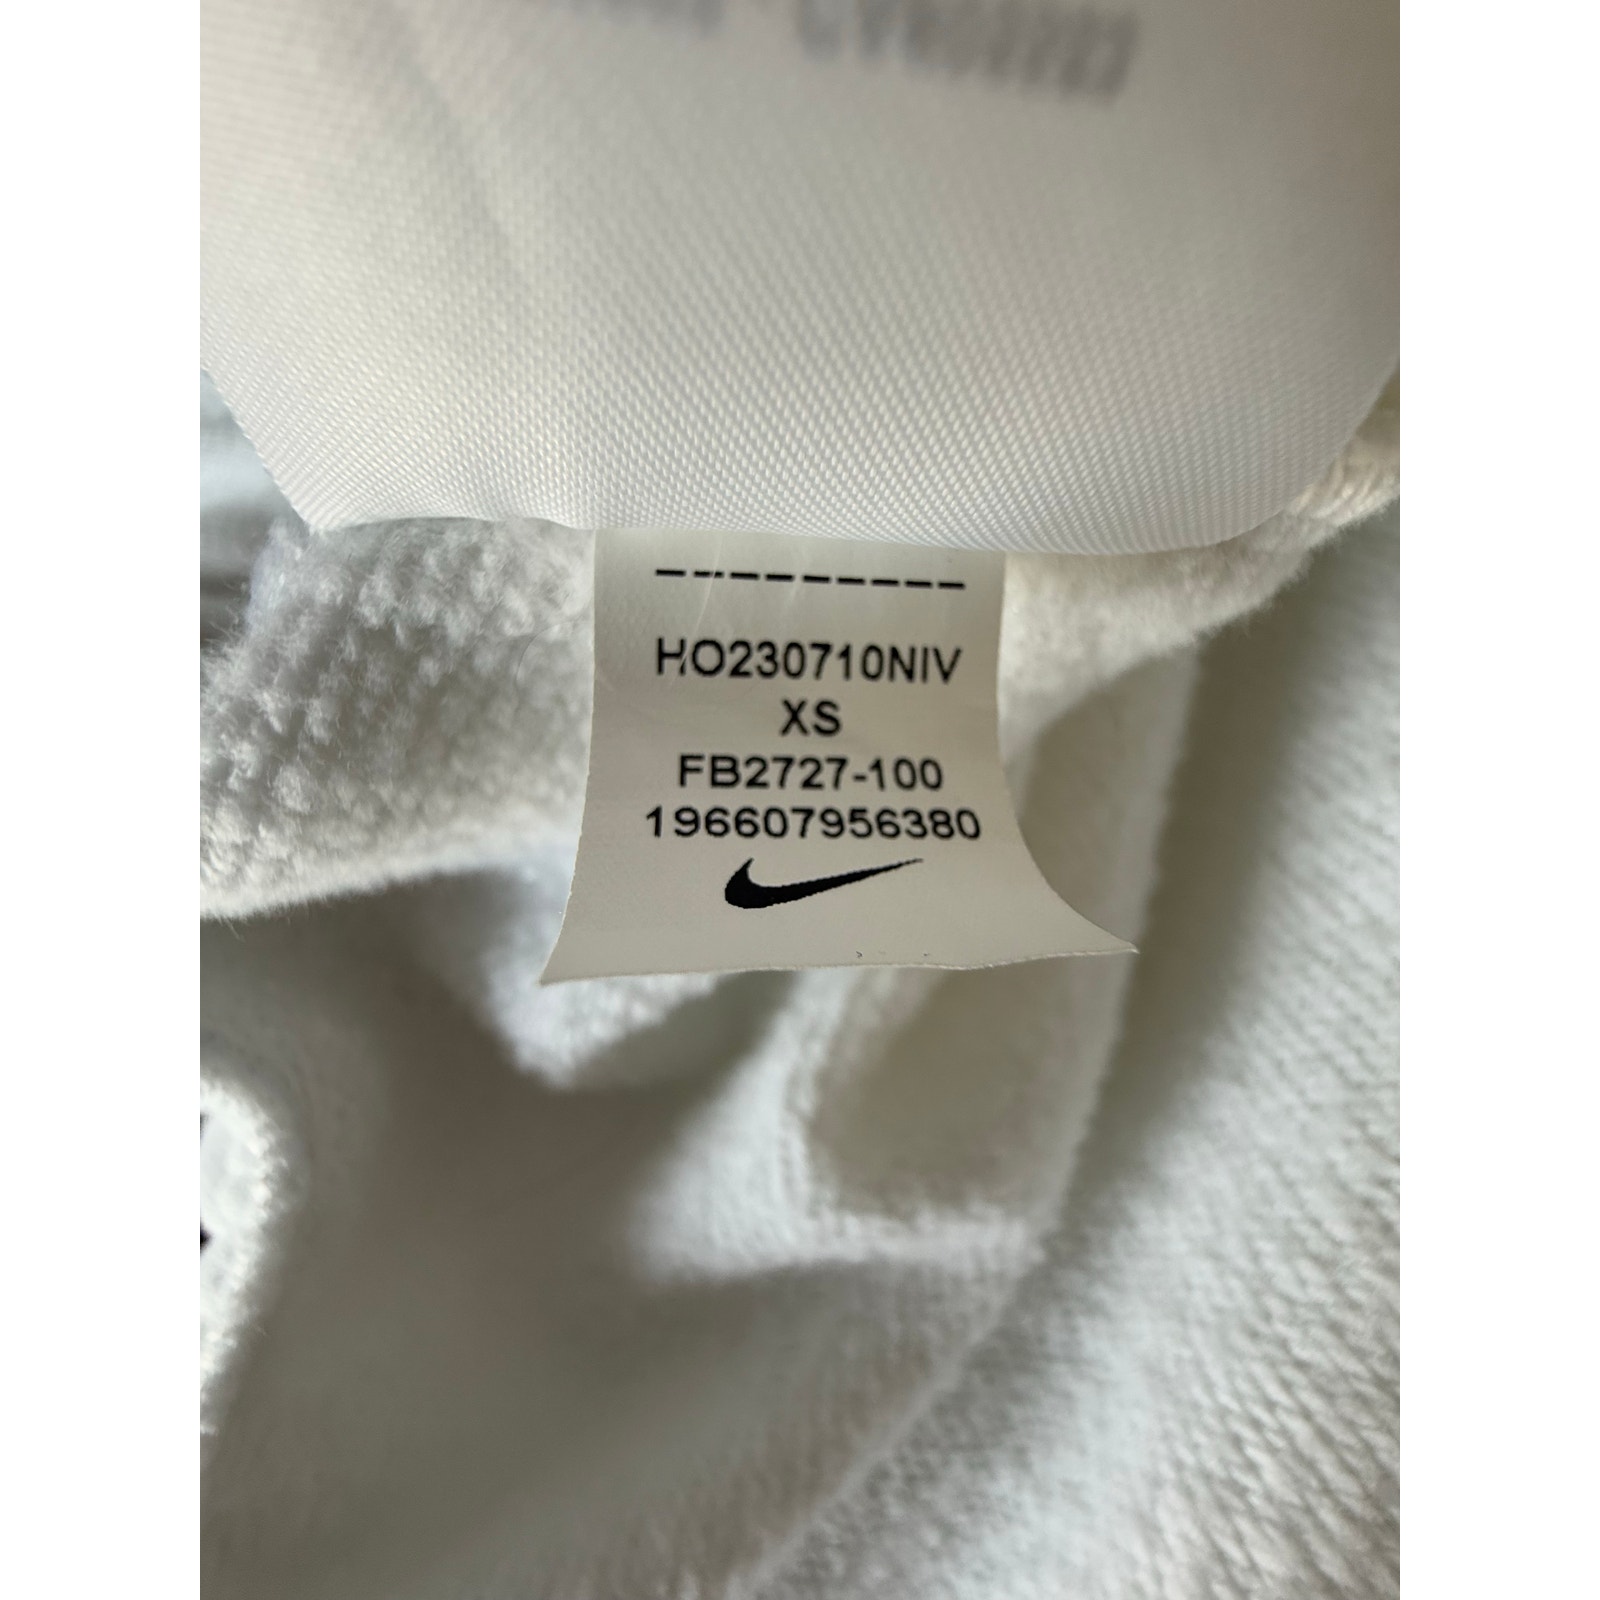 ---------
HO230710NIV
XS
FB2727-100
196607956380